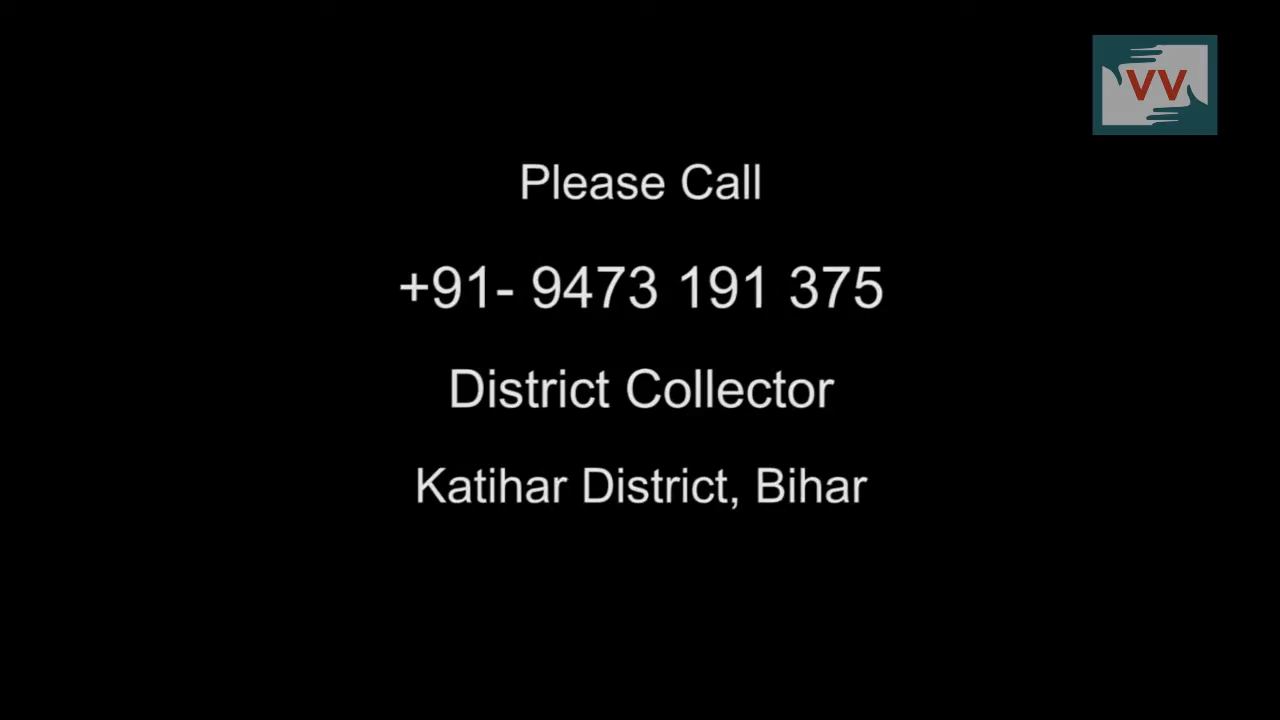 VV
Please Call
+91- 9473 191 375
District Collector
Katihar District, Bihar